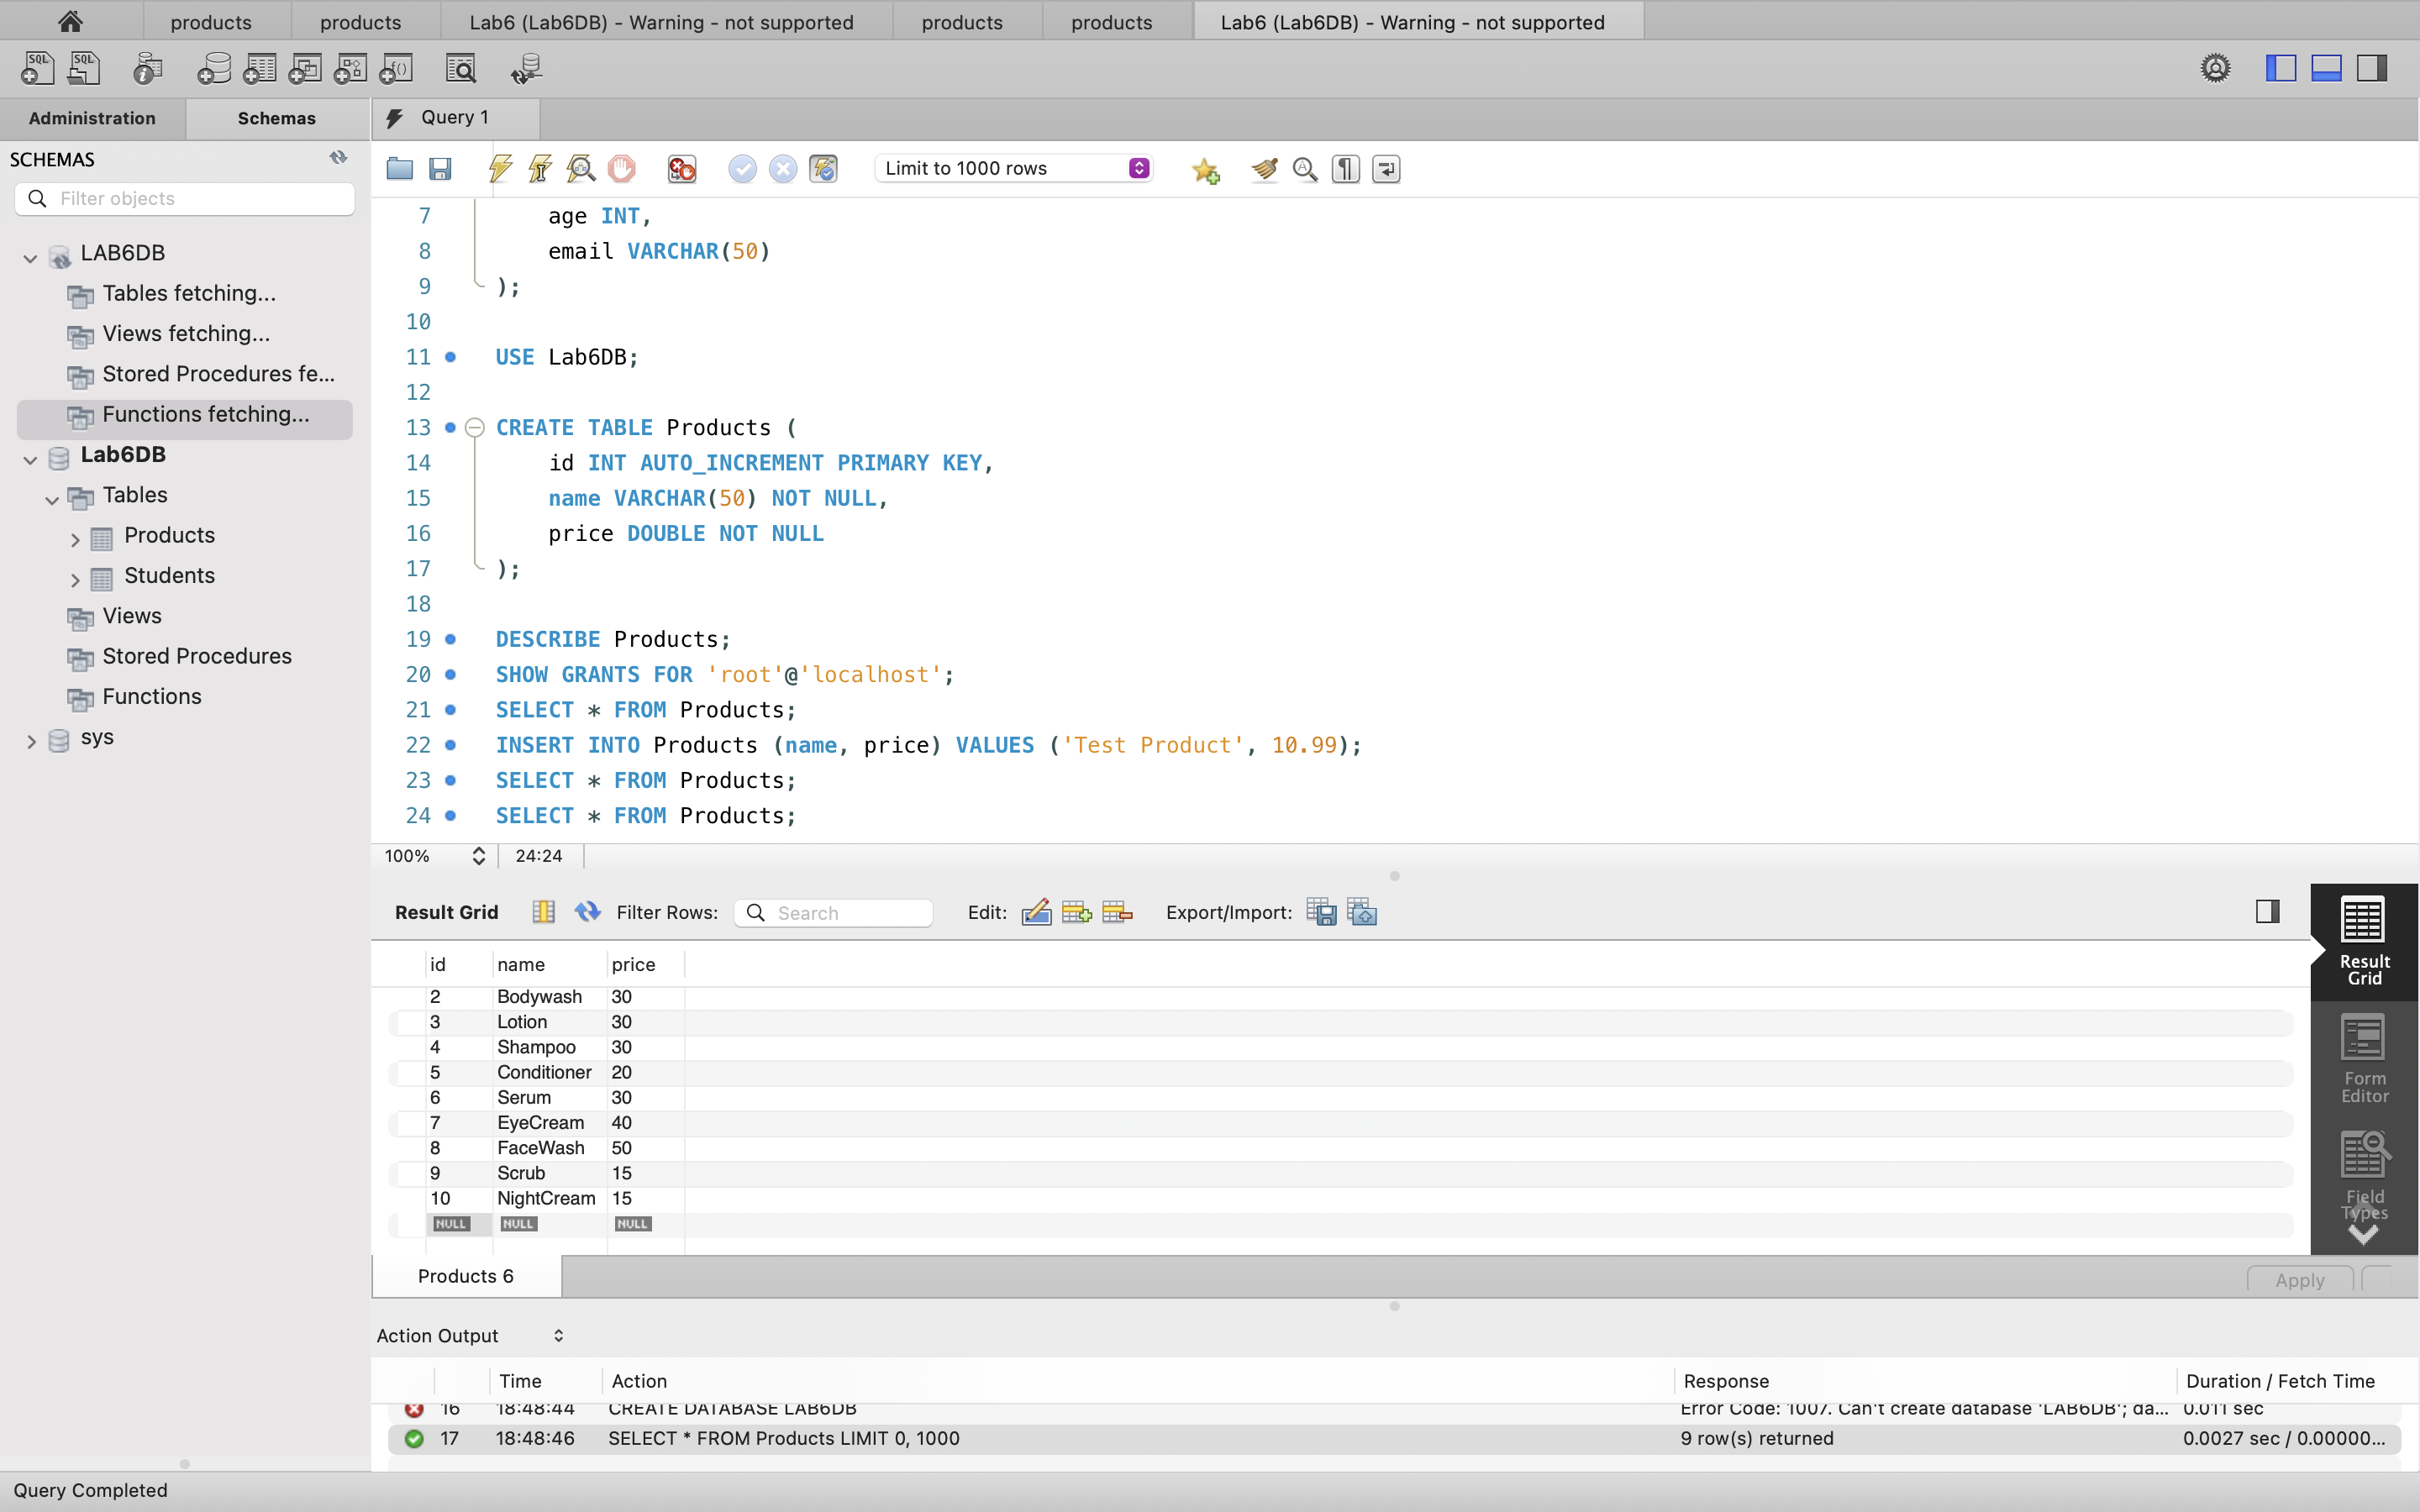 products
products
Lab6 (Lab6DB) - Warning - not supported
products
products
Lab6 (Lab6DB) - Warning - not supported
SQL
SQL
Administration
Schemas
Query 1
SCHEMAS
Filter objects
LAB6DB
Tables fetching...
Views fetching...
Stored Procedures fe...
Functions fetching...
Lab6DB
Tables
Products
Students
Views
Stored Procedures
Functions
sys
Limit to 1000 rows
7 age INT,
8 email VARCHAR(50)
9 );
10
11 USE Lab6DB;
12
13 CREATE TABLE Products (
14 id INT AUTO_INCREMENT PRIMARY KEY,
15 name VARCHAR(50) NOT NULL,
16 price DOUBLE NOT NULL
17 );
18
19 DESCRIBE Products;
20 SHOW GRANTS FOR 'root'@'localhost';
21 SELECT * FROM Products;
22 INSERT INTO Products (name, price) VALUES ('Test Product', 10.99);
23 SELECT * FROM Products;
24 SELECT * FROM Products;
100% 24:24
Result Grid Filter Rows: Search Edit: Export/Import:
id name price
2 Bodywash 30
3 Lotion 30
4 Shampoo 30
5 Conditioner 20
6 Serum 30
7 EyeCream 40
8 FaceWash 50
9 Scrub 15
10 NightCream 15
NULL NULL NULL
Result
Grid
Form
Editor
Field
Types
Products 6
Apply
Action Output
Time Action Response Duration / Fetch Time
16 18:48:44 CREATE DATABASE LAB6DB Error Code: 1007. Can't create database 'LAB6DB'; da... 0.011 sec
17 18:48:46 SELECT * FROM Products LIMIT 0, 1000 9 row(s) returned 0.0027 sec / 0.00000...
Query Completed